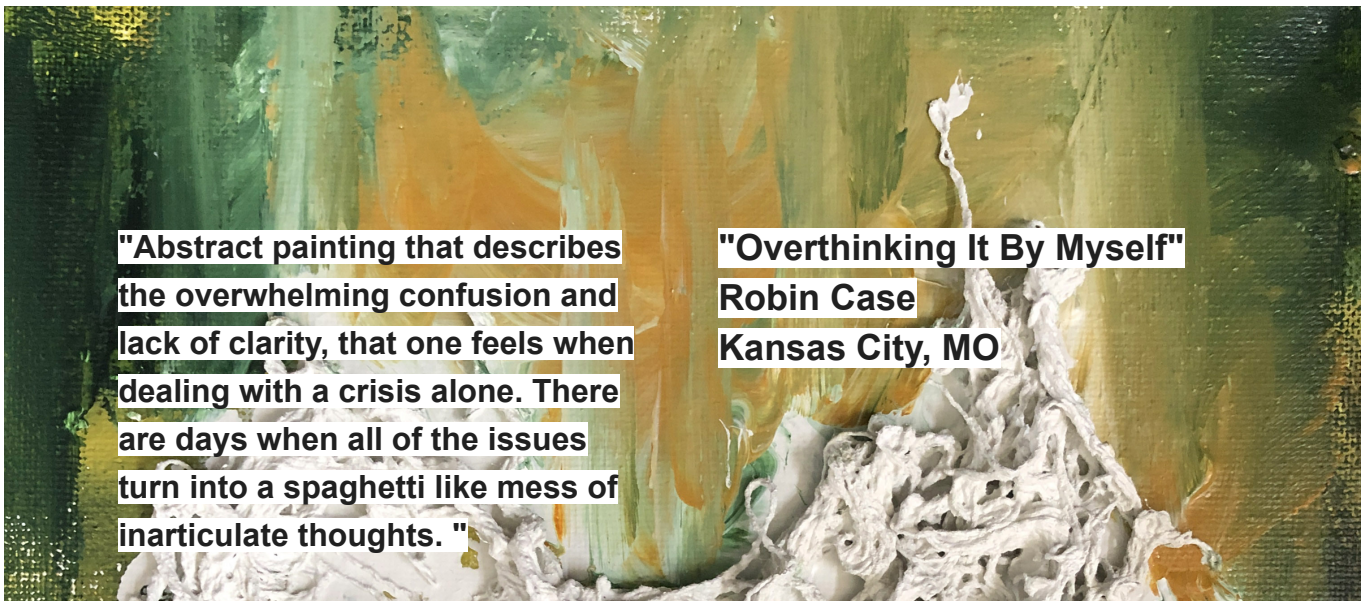 "Abstract painting that describes
the overwhelming confusion and
lack of clarity, that one feels when
dealing with a crisis alone. There
are days when all of the issues
turn into a spaghetti like mess of
inarticulate thoughts. "
"Overthinking It By Myself"
Robin Case
Kansas City, MO